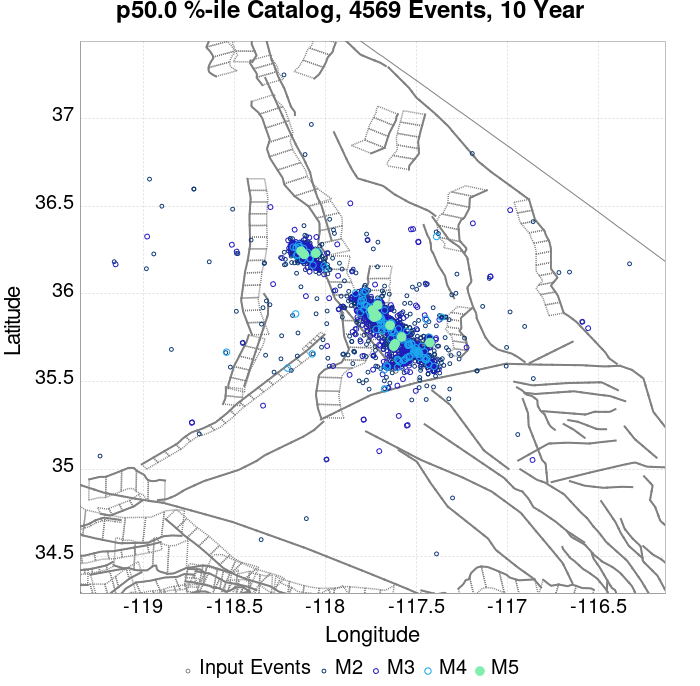 p50.0 %-ile Catalog, 4569 Events, 10 Year
37
36.5
36
35.5
35
34.5
Latitude
-119
-118.5
-118
-117.5
-117
-116.5
Longitude
Input Events
M2
M3
M4
M5